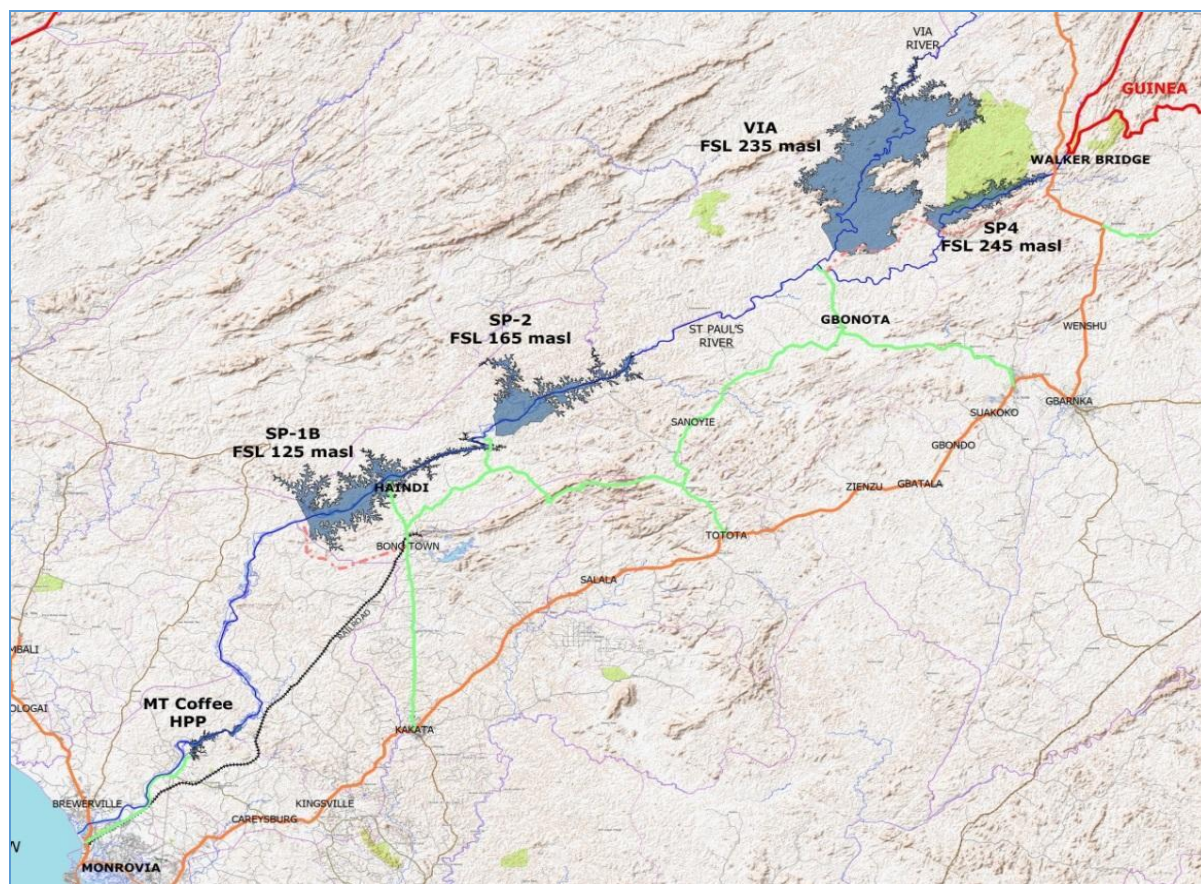 VIA
RIVER
GUINEA
VIA
FSL 235 masl
WALKER BRIDGE
SP4
FSL 245 masl
SP-2
FSL 165 masl
ST PAUL'S
RIVER
GBONOTA
WENSHU
SUAKOKO
GBARNKA
SANOYIE
SP-1B
FSL 125 masl
GBONDO
HAINDI
ZIENZU
GBATALA
TOTOTA
BONG TOWN
SALALA
RAILROAD
MBALI
OLOGAI
MT Coffee
HPP
KAKATA
BREWERVILLE
KINGSVILLE
CAREYSBURG
MONROVIA